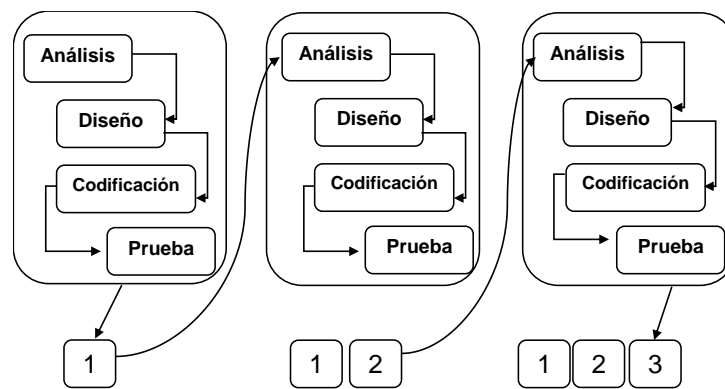 Análisis
Diseño
Codificación
Prueba
1
Análisis
Diseño
Codificación
Prueba
1 2
Análisis
Diseño
Codificación
Prueba
1 2 3